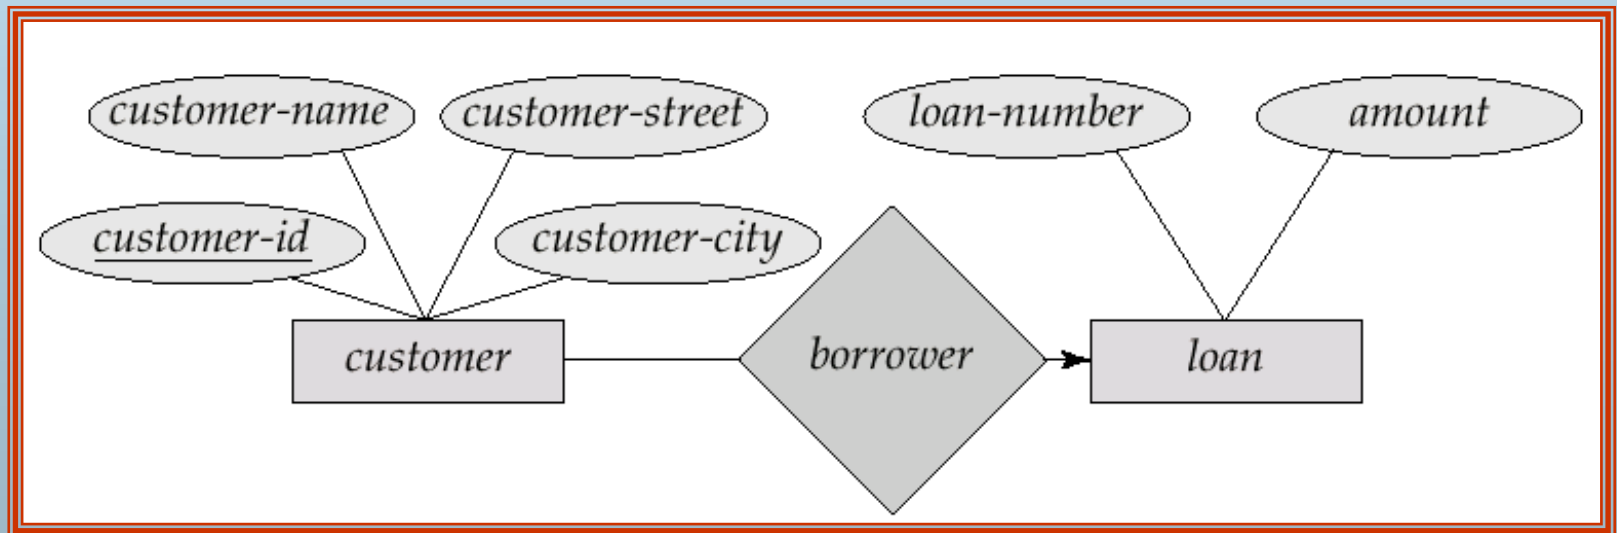 customer-name customer-street loan-number amount
customer-id customer-city
customer borrower loan